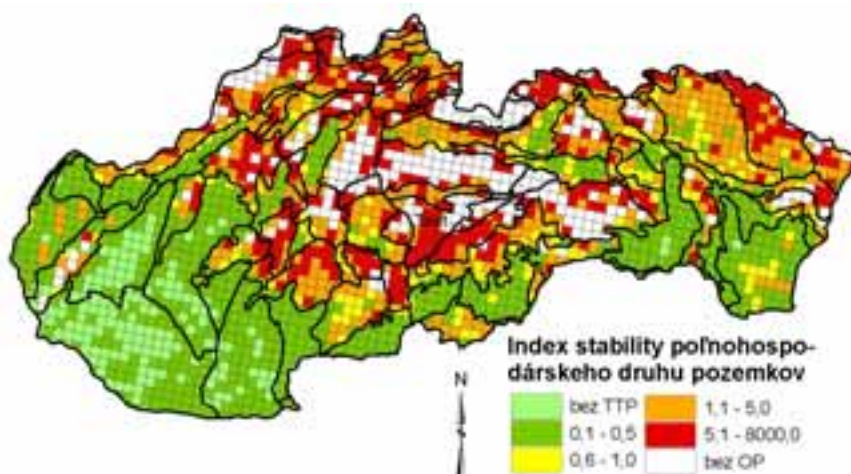 Index stability poľnohospo-
dárskeho druhu pozemkov
N
bez TTP
0,1 - 0,5
0,6 - 1,0
1,1 - 5,0
5,1 - 8000,0
bez OP